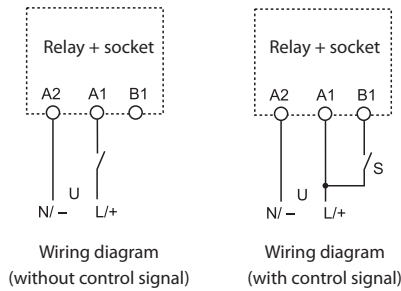 Relay + socket
A2 A1 B1
U
N/ – L/+
Wiring diagram
(without control signal)
Relay + socket
A2 A1 B1
S
U
N/ – L/+
Wiring diagram
(with control signal)